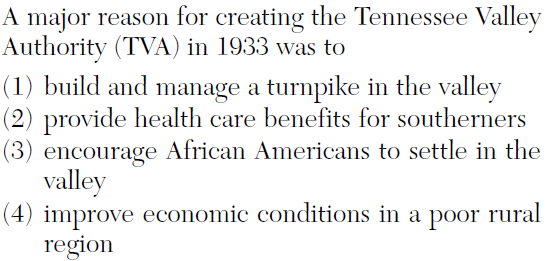 A major reason for creating the Tennessee Valley
Authority (TVA) in 1933 was to
(1) build and manage a turnpike in the valley
(2) provide health care benefits for southerners
(3) encourage African Americans to settle in the
valley
(4) improve economic conditions in a poor rural
region